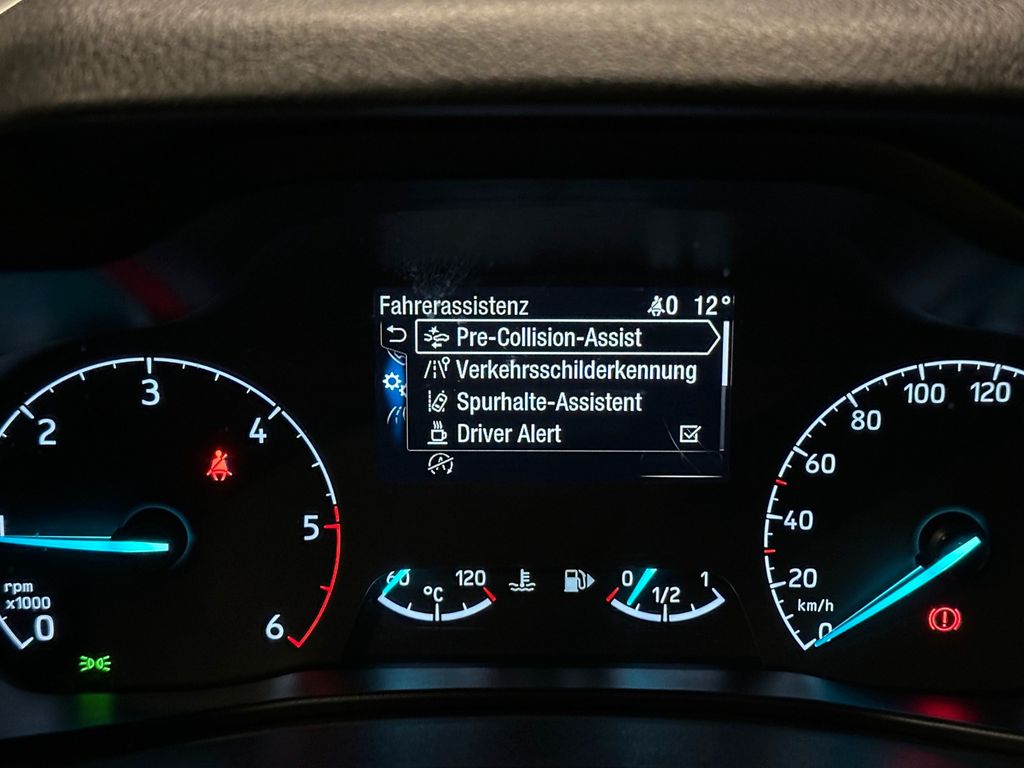 Fahrerassistenz 0 12°
Pre-Collision-Assist
Verkehrsschilderkennung
Spurhalte-Assistent
Driver Alert
A
2
3
4
5
6
rpm
x1000
0
60
120
°C
0
1/2
1
0
20
40
60
80
100
120
km/h